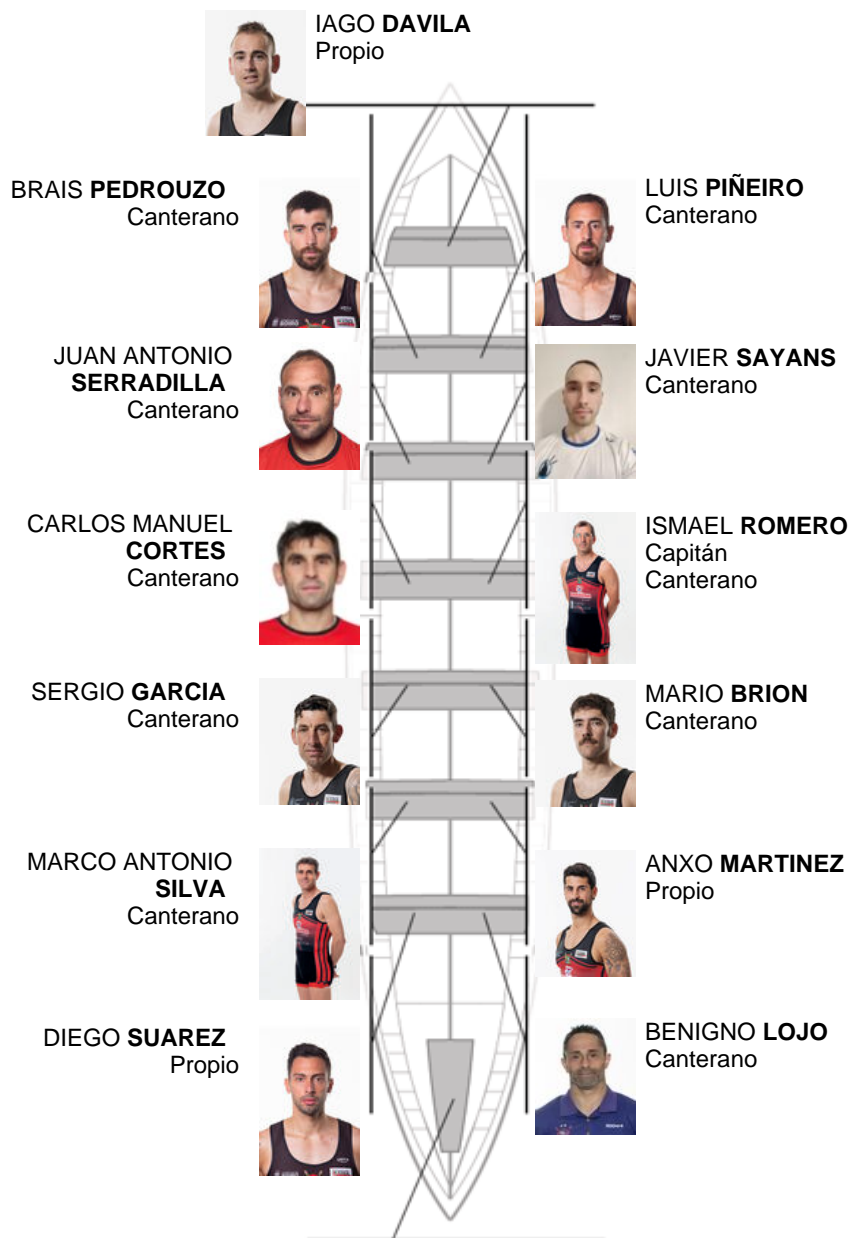 IAGO DAVILA
Propio
BRAIS PEDROUZO
Canterano
LUIS PIÑEIRO
Canterano
JUAN ANTONIO
SERRADILLA
Canterano
JAVIER SAYANS
Canterano
CARLOS MANUEL
CORTES
Canterano
ISMAEL ROMERO
Capitán
Canterano
SERGIO GARCIA
Canterano
MARIO BRION
Canterano
MARCO ANTONIO
SILVA
Canterano
ANXO MARTINEZ
Propio
DIEGO SUAREZ
Propio
BENIGNO LOJO
Canterano